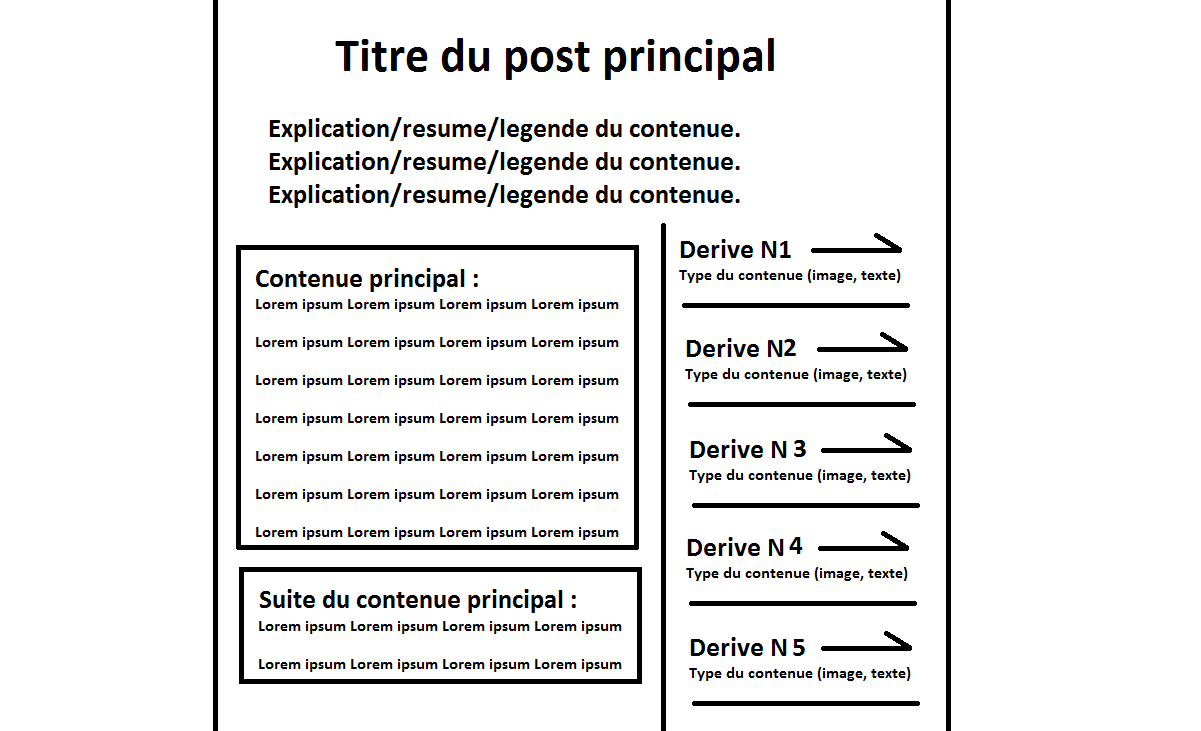 Titre du post principal
Explication/resume/legende du contenue.
Explication/resume/legende du contenue.
Explication/resume/legende du contenue.
Contenue principal :
Lorem ipsum Lorem ipsum Lorem ipsum Lorem ipsum
Lorem ipsum Lorem ipsum Lorem ipsum Lorem ipsum
Lorem ipsum Lorem ipsum Lorem ipsum Lorem ipsum
Lorem ipsum Lorem ipsum Lorem ipsum Lorem ipsum
Lorem ipsum Lorem ipsum Lorem ipsum Lorem ipsum
Lorem ipsum Lorem ipsum Lorem ipsum Lorem ipsum
Lorem ipsum Lorem ipsum Lorem ipsum Lorem ipsum
Suite du contenue principal :
Lorem ipsum Lorem ipsum Lorem ipsum Lorem ipsum
Lorem ipsum Lorem ipsum Lorem ipsum Lorem ipsum
Derive N1
Type du contenue (image, texte)
Derive N2
Type du contenue (image, texte)
Derive N 3
Type du contenue (image, texte)
Derive N 4
Type du contenue (image, texte)
Derive N 5
Type du contenue (image, texte)